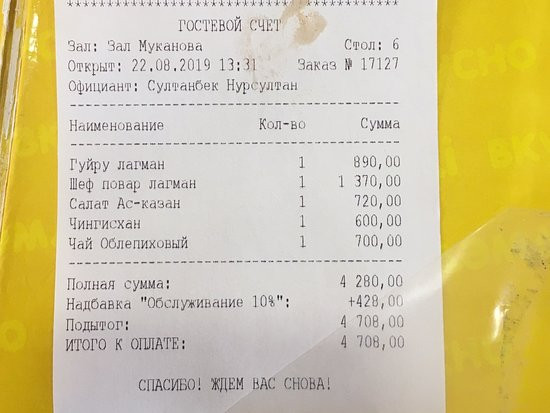 ************************************
ГОСТЕВОЙ СЧЕТ
Зал: Зал Муканова Стол: 6
Открыт: 22.08.2019 13:31 Заказ № 17127
Официант: Султанбек Нурсултан
Наименование Кол-во Сумма
Гуйру лагман 1 890,00
Шеф повар лагман 1 1 370,00
Салат Ас-казан 1 720,00
Чингисхан 1 600,00
Чай Облепиховый 1 700,00
Полная сумма: 4 280,00
Надбавка "Обслуживание 10%": +428,00
Подытог: 4 708,00
ИТОГО К ОПЛАТЕ: 4 708,00
СПАСИБО! ЖДЕМ ВАС СНОВА!